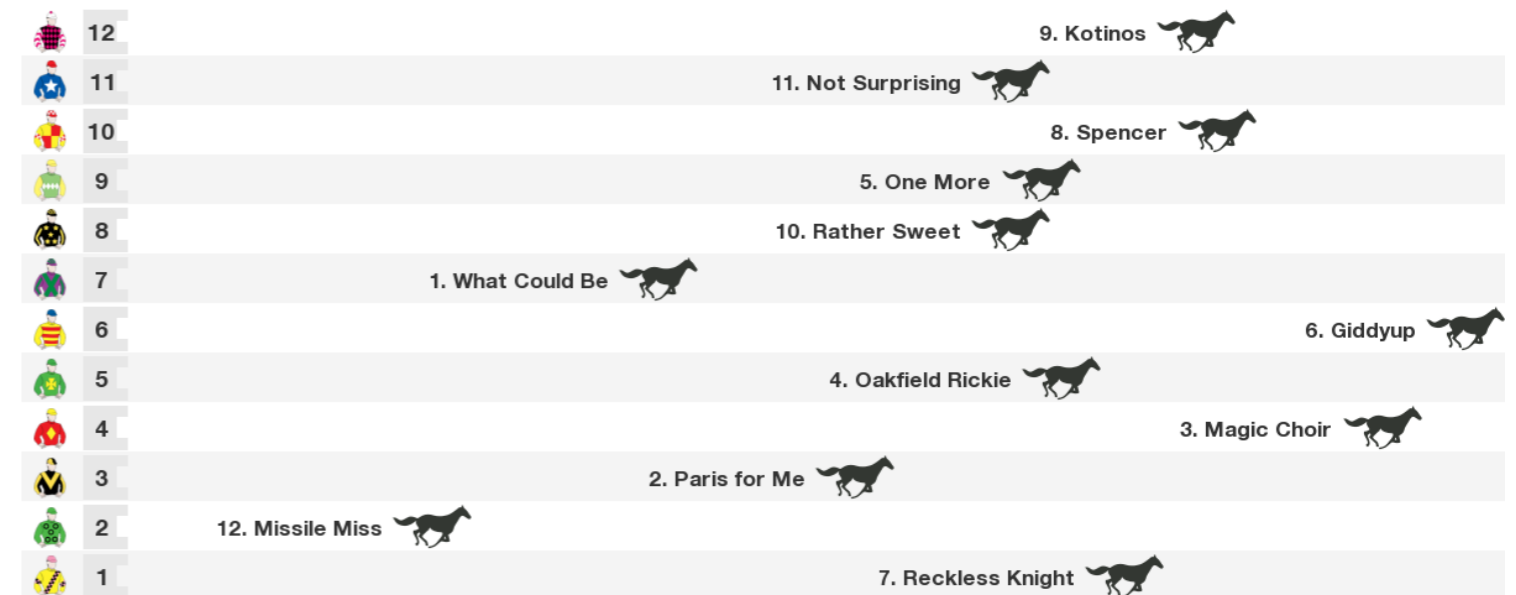 12 9. Kotinos
11 11. Not Surprising
10 8. Spencer
9 5. One More
8 10. Rather Sweet
7 1. What Could Be
6 6. Giddyup
5 4. Oakfield Rickie
4 3. Magic Choir
3 2. Paris for Me
2 12. Missile Miss
1 7. Reckless Knight